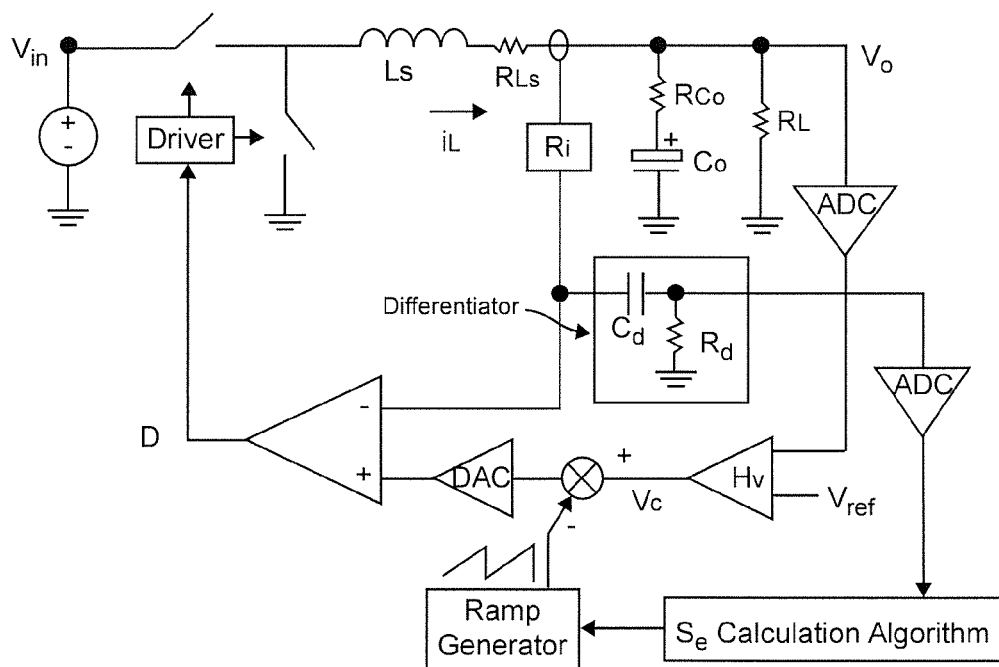 Vin
Ls
RLs
Vo
+
-
Driver
iL
Ri
RCo
+
Co
RL
ADC
Differentiator
Cd
Rd
ADC
D
-
+
DAC
+
Vc
-
Hv
Vref
Ramp
Generator
Se Calculation Algorithm